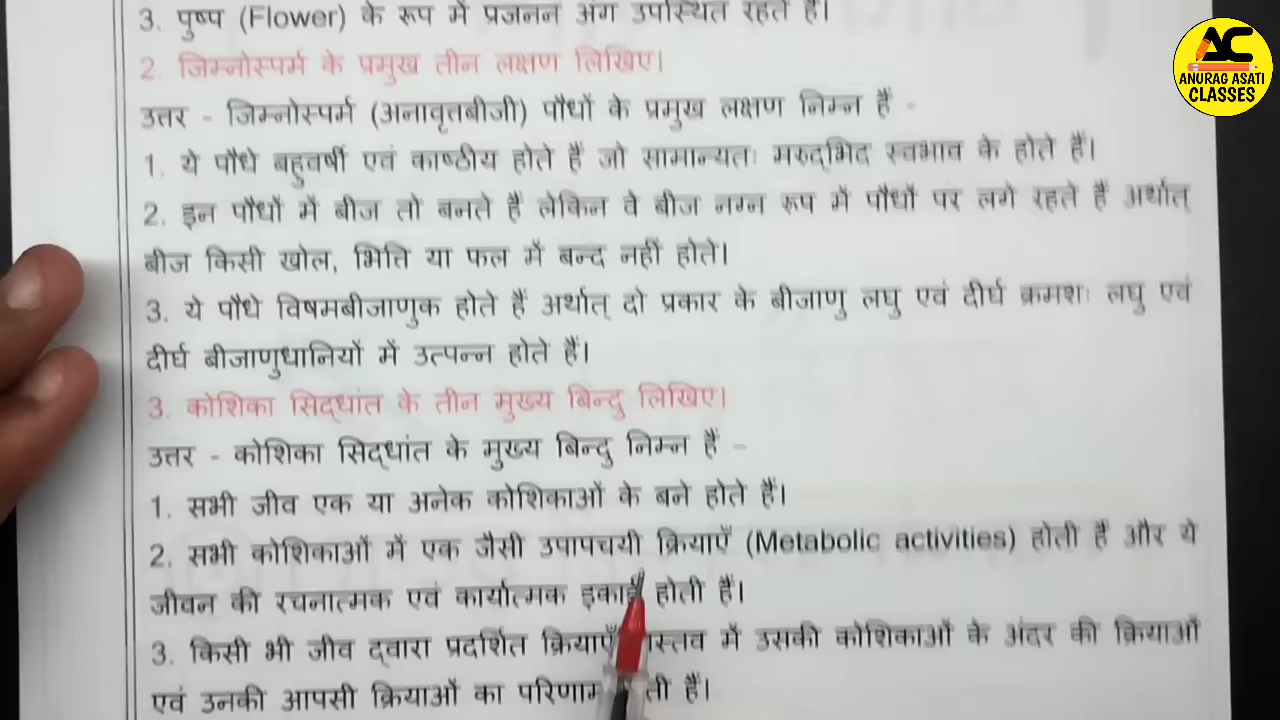 3. पुष्प (Flower) के रूप में प्रजनन अंग उपस्थित रहते हैं।
2. जिम्नोस्पर्म के प्रमुख तीन लक्षण लिखिए।
उत्तर - जिम्नोस्पर्म (अनावृतबीजी) पौधों के प्रमुख लक्षण निम्न हैं -
1. ये पौधे बहुवर्षी एवं काष्ठीय होते हैं जो सामान्यतः मरुद्भिद स्वभाव के होते हैं।
2. इन पौधों में बीज तो बनते हैं लेकिन वे बीज नग्न रूप में पौधों पर लगे रहते हैं अर्थात्
बीज किसी खोल, भित्ति या फल में बन्द नहीं होते।
3. ये पौधे विषमबीजाणुक होते हैं अर्थात् दो प्रकार के बीजाणु लघु एवं दीर्घ क्रमशः लघु एवं
दीर्घ बीजाणुधानियों में उत्पन्न होते हैं।
3. कोशिका सिद्धांत के तीन मुख्य बिन्दु लिखिए।
उत्तर - कोशिका सिद्धांत के मुख्य बिन्दु निम्न हैं -
1. सभी जीव एक या अनेक कोशिकाओं के बने होते हैं।
2. सभी कोशिकाओं में एक जैसी उपापचयी क्रियाएँ (Metabolic activities) होती हैं और ये
जीवन की रचनात्मक एवं कार्यात्मक इकाई होती हैं।
3. किसी भी जीव द्वारा प्रदर्शित क्रियाएँ में उसकी कोशिकाओं के अंदर की क्रियाओं
एवं उनकी आपसी क्रियाओं का परिणाम हैं।
AC
ANURAG ASATI
CLASSES